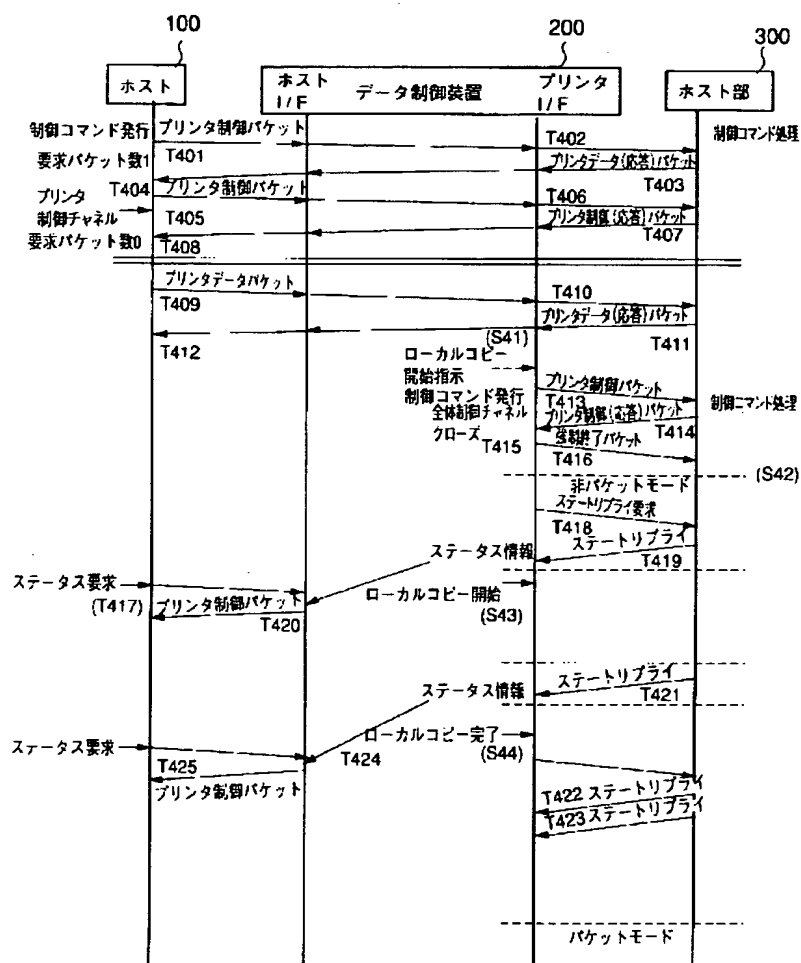 100
200
300
ホスト
ホスト I/F
データ制御装置
プリンタ I/F
ホスト部
制御コマンド発行
プリンタ制御パケット
T401
T402
制御コマンド処理
要求パケット数1
プリンタデータ(応答)パケット
T403
T404
プリンタ制御パケット
プリンタ
制御チャネル
T405
T406
プリンタ制御(応答)パケット
T407
要求パケット数0
T408
プリンタデータパケット
T409
T410
プリンタデータ(応答)パケット
T411
T412
(S41)
ローカルコピー
開始指示
プリンタ制御パケット
制御コマンド発行
T413
制御コマンド処理
全体制御チャネル
クローズ
プリンタ制御(応答)パケット
T414
T415
強制終了パケット
T416
(S42)
非パケットモード
ステートリプライ要求
T418
ステートリプライ
T419
ステータス情報
ステータス要求
(T417)
プリンタ制御パケット
T420
ローカルコピー開始
(S43)
ステートリプライ
T421
ステータス情報
ローカルコピー完了
(S44)
ステータス要求
T424
T425
プリンタ制御パケット
T422 ステートリプライ
T423 ステートリプライ
パケットモード